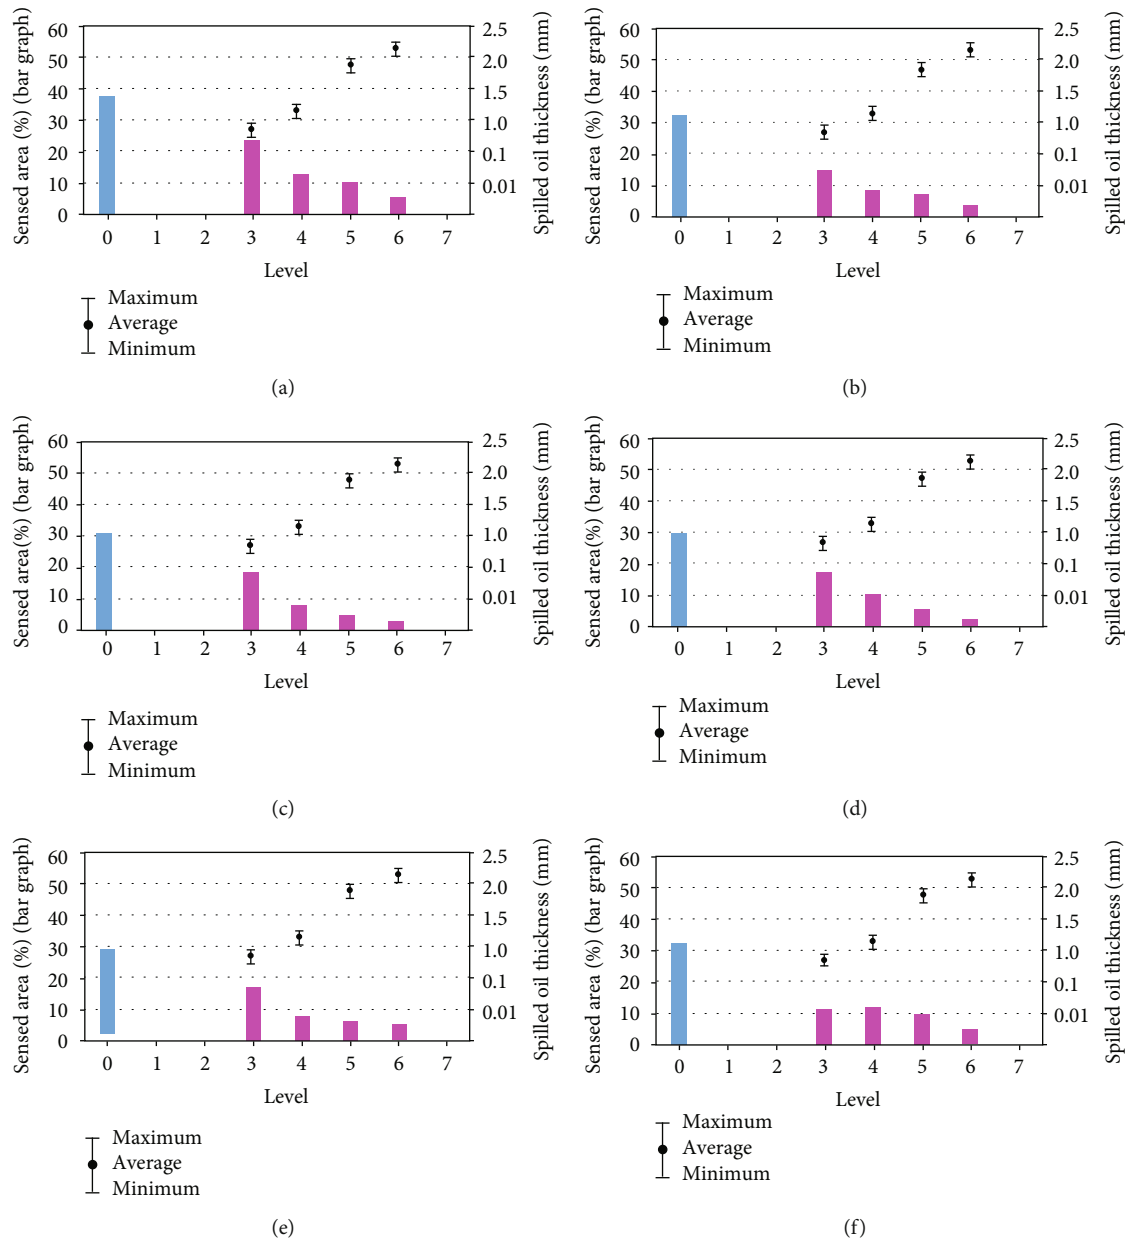 Sensed area (%) (bar graph)
60
50
40
30
20
10
0
2.5
2.0
1.5
1.0
0.1
0.01
Spilled oil thickness (mm)
0 1 2 3 4 5 6 7
Level
Maximum
Average
Minimum
(a)
Sensed area (%) (bar graph)
60
50
40
30
20
10
0
2.5
2.0
1.5
1.0
0.1
0.01
Spilled oil thickness (mm)
0 1 2 3 4 5 6 7
Level
Maximum
Average
Minimum
(b)
Sensed area(%) (bar graph)
60
50
40
30
20
10
0
2.5
2.0
1.5
1.0
0.1
0.01
Spilled oil thickness (mm)
0 1 2 3 4 5 6 7
Level
Maximum
Average
Minimum
(c)
Sensed area(%) (bar graph)
60
50
40
30
20
10
0
2.5
2.0
1.5
1.0
0.1
0.01
Spilled oil thickness (mm)
0 1 2 3 4 5 6 7
Level
Maximum
Average
Minimum
(d)
Sensed area (%) (bar graph)
60
50
40
30
20
10
0
2.5
2.0
1.5
1.0
0.1
0.01
Spilled oil thickness (mm)
0 1 2 3 4 5 6 7
Level
Maximum
Average
Minimum
(e)
Sensed area (%) (bar graph)
60
50
40
30
20
10
0
2.5
2.0
1.5
1.0
0.1
0.01
Spilled oil thickness (mm)
0 1 2 3 4 5 6 7
Level
Maximum
Average
Minimum
(f)